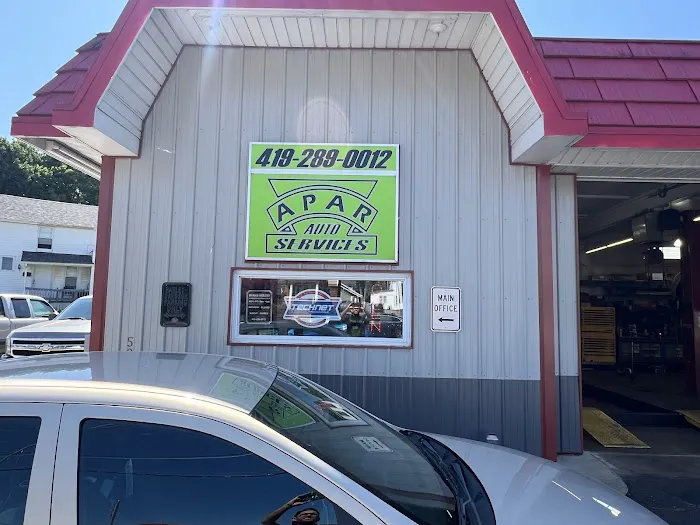 419-289-0012
APAR
AUTO
SERVICES
TECHNET
MAIN
OFFICE